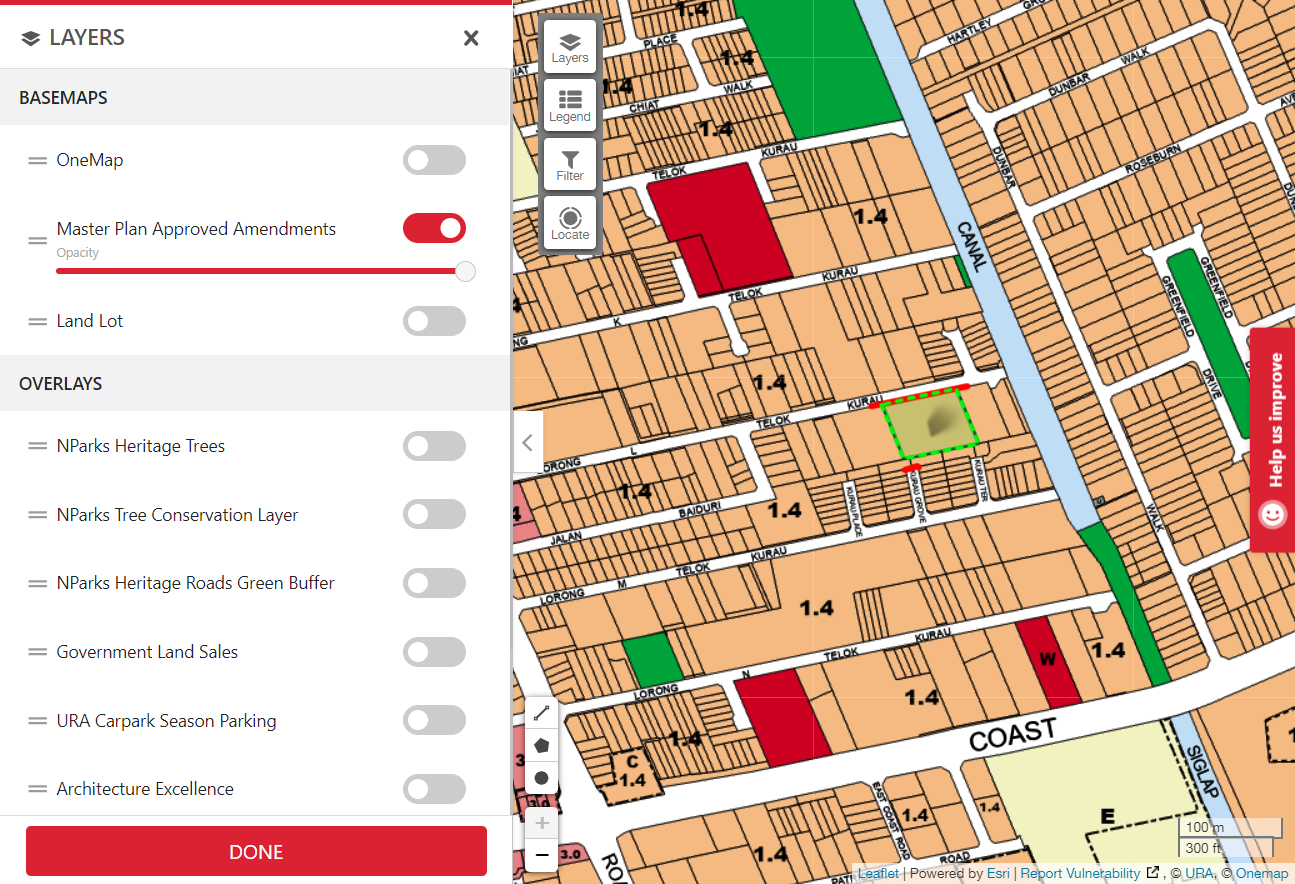 LAYERS
BASEMAPS
OneMap
Master Plan Approved Amendments
Opacity
Land Lot
OVERLAYS
NParks Heritage Trees
NParks Tree Conservation Layer
NParks Heritage Roads Green Buffer
Government Land Sales
URA Carpark Season Parking
Architecture Excellence
DONE
Layers
Legend
Filter
Locate
1.4
PLACE
1.4
1.4
WALK
CHIAT
1.4
HARTLEY
DUNBAR WALK
DUNBAR
ROSEBURN
TELOK KURAU
1.4
CANAL
TELOK KURAU
K
GREENFIELD
GREENFIELD
DRIVE
1.4
TELOK KURAU
LORONG L
1.4
JALAN BAIDURI
1.4
KURAU PLACE
KURAU GROVE
KURAU TER
WALK
LORONG M TELOK KURAU
1.4
LORONG N TELOK KURAU
W
1.4
1.4
1.4
C
1.4
COAST
SIGLAP
EAST COAST ROAD
1.4
1.4
1.4
E
3.0
3.0
ROAD
Help us improve
100 m
300 ft
Leaflet | Powered by Esri | Report Vulnerability , © URA, © Onemap